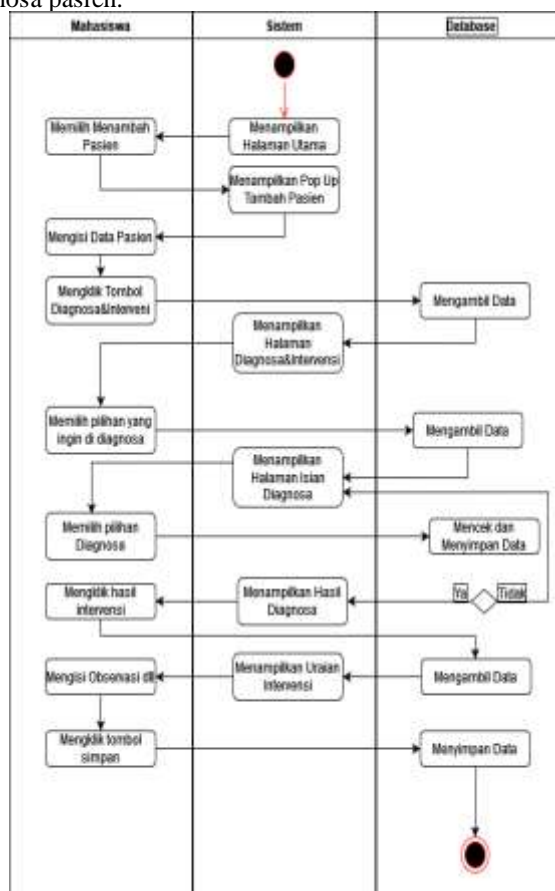 nosa pasien.
Mahasiswa
Sistem
Database
Memilih Menambah
Pasien
Menampilkan
Halaman Utama
Menampilkan Pop Up
Tambah Pasien
Mengisi Data Pasien
Mengklik Tombol
Diagnosa&Interveni
Mengambil Data
Menampilkan
Halaman
Diagnosa&Intervensi
Memilih pilihan yang
ingin di diagnosa
Mengambil Data
Menampilkan
Halaman Isian
Diagnosa
Memilih pilihan
Diagnosa
Mencek dan
Menyimpan Data
Mengklik hasil
intervensi
Menampilkan Hasil
Diagnosa
Ya
Tidak
Mengisi Observasi dll
Menampilkan Uraian
Intervensi
Mengambil Data
Mengklik tombol
simpan
Menyimpan Data